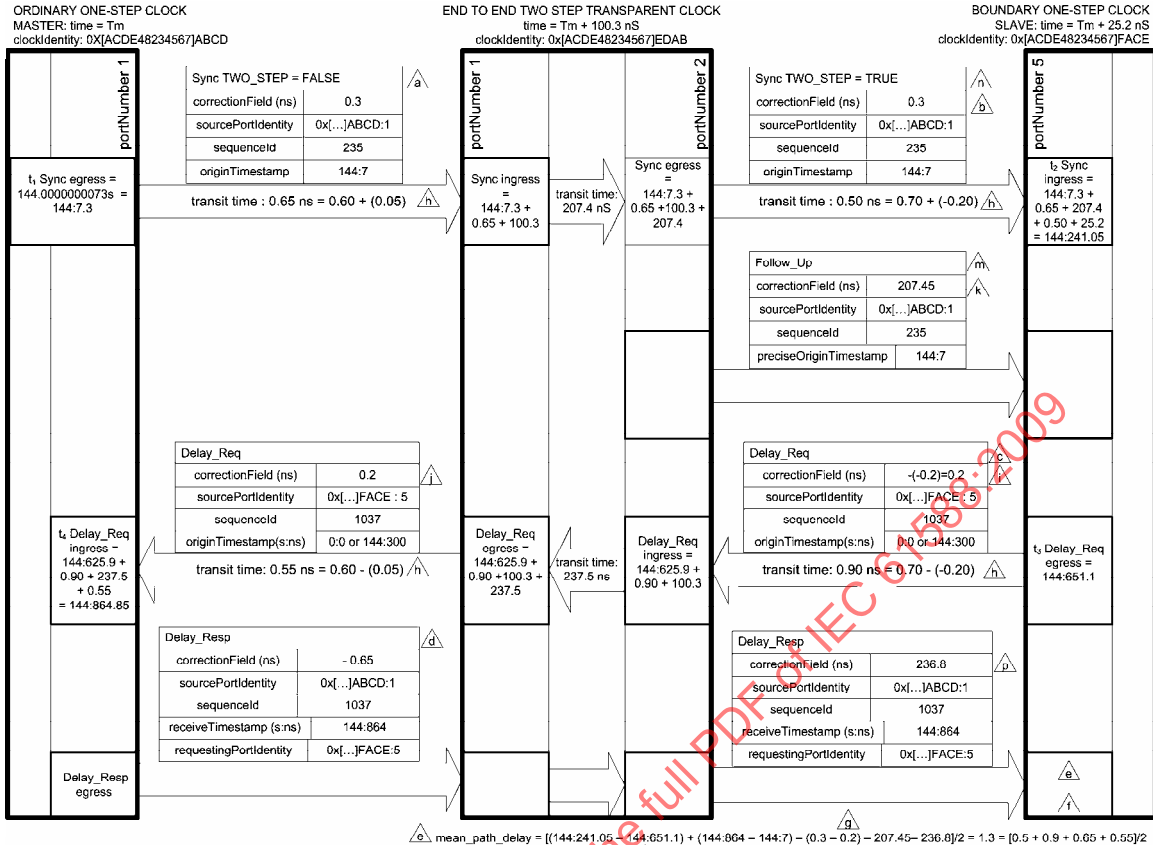 ORDINARY ONE-STEP CLOCK
MASTER: time = Tm
clockIdentity: 0X[ACDE48234567]ABCD
END TO END TWO STEP TRANSPARENT CLOCK
time = Tm + 100.3 nS
clockIdentity: 0x[ACDE48234567]EDAB
BOUNDARY ONE-STEP CLOCK
SLAVE: time = Tm + 25.2 nS
clockIdentity: 0x[ACDE48234567]FACE
portNumber 1
Sync TWO_STEP = FALSE
a
correctionField (ns) 0.3
sourcePortIdentity 0x[...]ABCD:1
sequenceId 235
originTimestamp 144:7
portNumber 1
portNumber 2
Sync TWO_STEP = TRUE
n
correctionField (ns) 0.3
b
sourcePortIdentity 0x[...]ABCD:1
sequenceId 235
originTimestamp 144:7
portNumber 5
t₁ Sync egress =
144.0000000073s =
144:7.3
transit time : 0.65 ns = 0.60 + (0.05)
h
Sync ingress
=
144:7.3 +
0.65 + 100.3
transit time:
207.4 nS
Sync egress
=
144:7.3 +
0.65 +100.3 +
207.4
transit time : 0.50 ns = 0.70 + (-0.20)
h
t₂ Sync
ingress =
144:7.3 +
0.65 + 207.4
+ 0.50 + 25.2
= 144:241.05
Follow_Up
m
correctionField (ns) 207.45
k
sourcePortIdentity 0x[...]ABCD:1
sequenceId 235
preciseOriginTimestamp 144:7
Delay_Req
correctionField (ns) 0.2
j
sourcePortIdentity 0x[...]FACE : 5
sequenceId 1037
originTimestamp(s:ns) 0:0 or 144:300
Delay_Req
c
correctionField (ns) -(-0.2)=0.2
i
sourcePortIdentity 0x[...]FACE : 5
sequenceId 1037
originTimestamp(s:ns) 0:0 or 144:300
t₄ Delay_Req
ingress =
144:625.9 +
0.90 + 237.5
+ 0.55
= 144:864.85
transit time: 0.55 ns = 0.60 - (0.05)
h
Delay_Req
egress =
144:625.9 +
0.90 +100.3 +
237.5
transit time:
237.5 ns
Delay_Req
ingress =
144:625.9 +
0.90 + 100.3
transit time: 0.90 ns = 0.70 - (-0.20)
h
t₃ Delay_Req
egress =
144:651.1
Delay_Resp
d
correctionField (ns) - 0.65
sourcePortIdentity 0x[...]ABCD:1
sequenceId 1037
receiveTimestamp (s:ns) 144:864
requestingPortIdentity 0x[...]FACE:5
Delay_Resp
correctionField (ns) 236.8
p
sourcePortIdentity 0x[...]ABCD:1
sequenceId 1037
receiveTimestamp (s:ns) 144:864
requestingPortIdentity 0x[...]FACE:5
Delay_Resp
egress
e
f
g
e mean_path_delay = [(144:241.05 – 144:651.1) + (144:864 – 144:7) – (0.3 – 0.2) – 207.45– 236.8]/2 = 1.3 = [0.5 + 0.9 + 0.65 + 0.55]/2
the full PDF of IEC 61588:2009